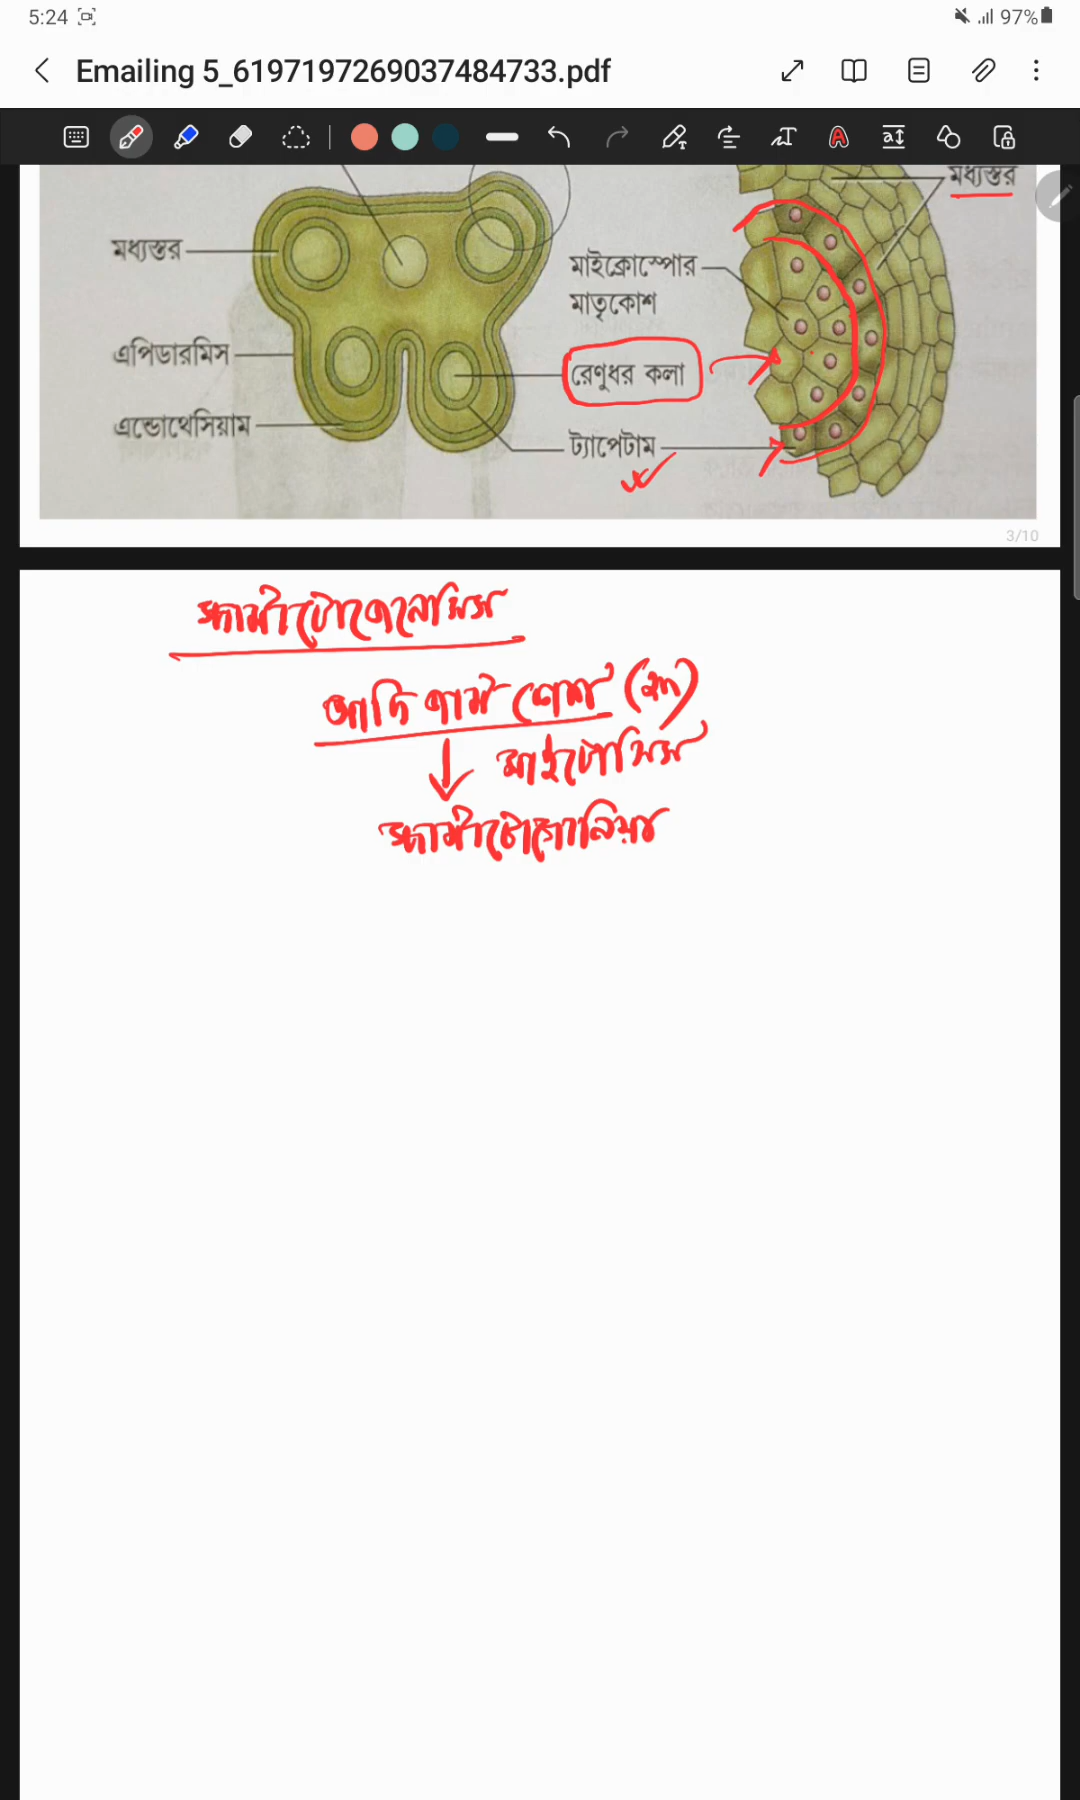 5:24
97%
Emailing 5_6197197269037484733.pdf
মধ্যস্তর
মধ্যস্তর
মাইক্রোস্পোর
মাতৃকোশ
এপিডারমিস
রেণুধর কলা
এন্ডোথেসিয়াম
ট্যাপেটাম
3/10
স্পার্মাটোজেনেসিস
আদি জার্ম কোশ (2n)
মাইটোসিস
স্পার্মাটোগোনিয়া